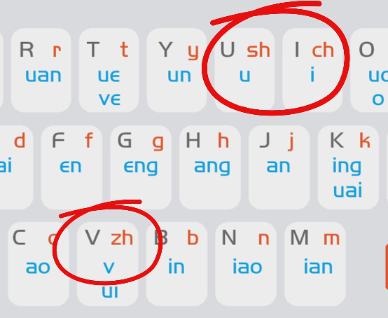 R r T t Y y U sh I ch O
uan ue un u i uo
ve o
d F f G g H h J j K k
ai en eng ang an ing
uai
C c V zh B b N n M m
ao v in iao ian
ui